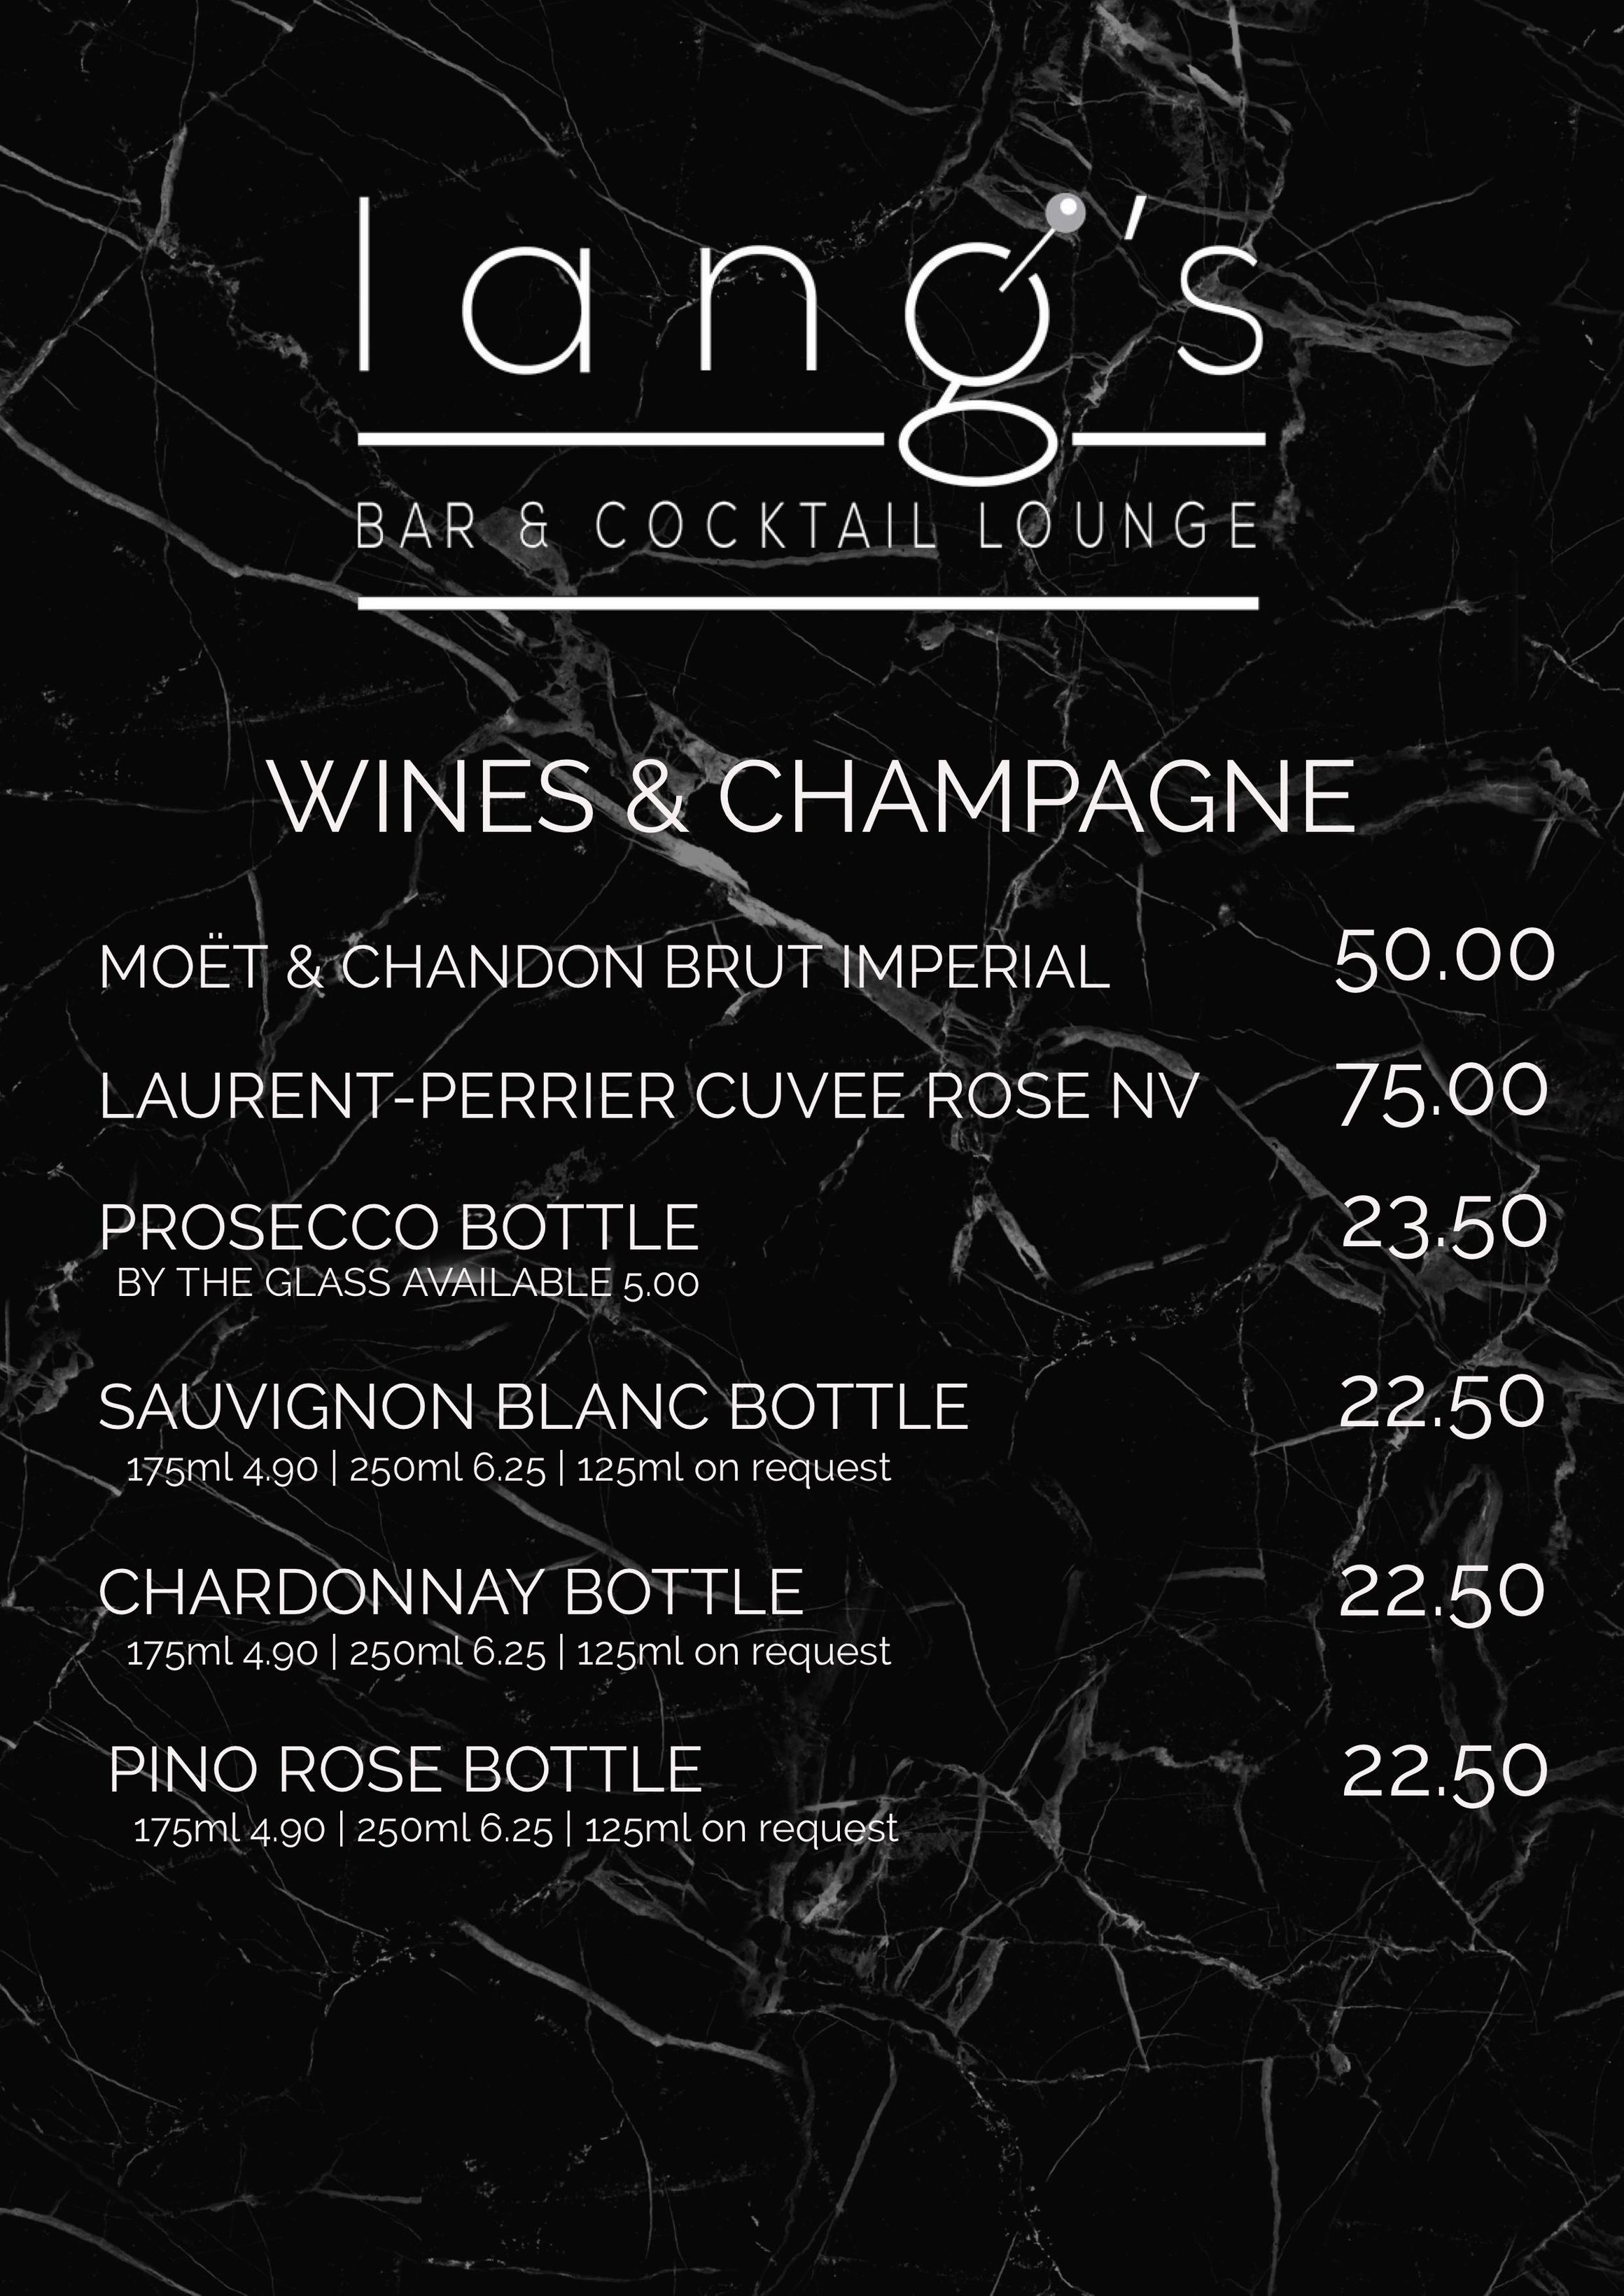 lang's
BAR & COCKTAIL LOUNGE
WINES & CHAMPAGNE
MOËT & CHANDON BRUT IMPERIAL 50.00
LAURENT-PERRIER CUVEE ROSE NV 75.00
PROSECCO BOTTLE 23.50
BY THE GLASS AVAILABLE 5.00
SAUVIGNON BLANC BOTTLE 22.50
175ml 4.90 | 250ml 6.25 | 125ml on request
CHARDONNAY BOTTLE 22.50
175ml 4.90 | 250ml 6.25 | 125ml on request
PINO ROSE BOTTLE 22.50
175ml 4.90 | 250ml 6.25 | 125ml on request